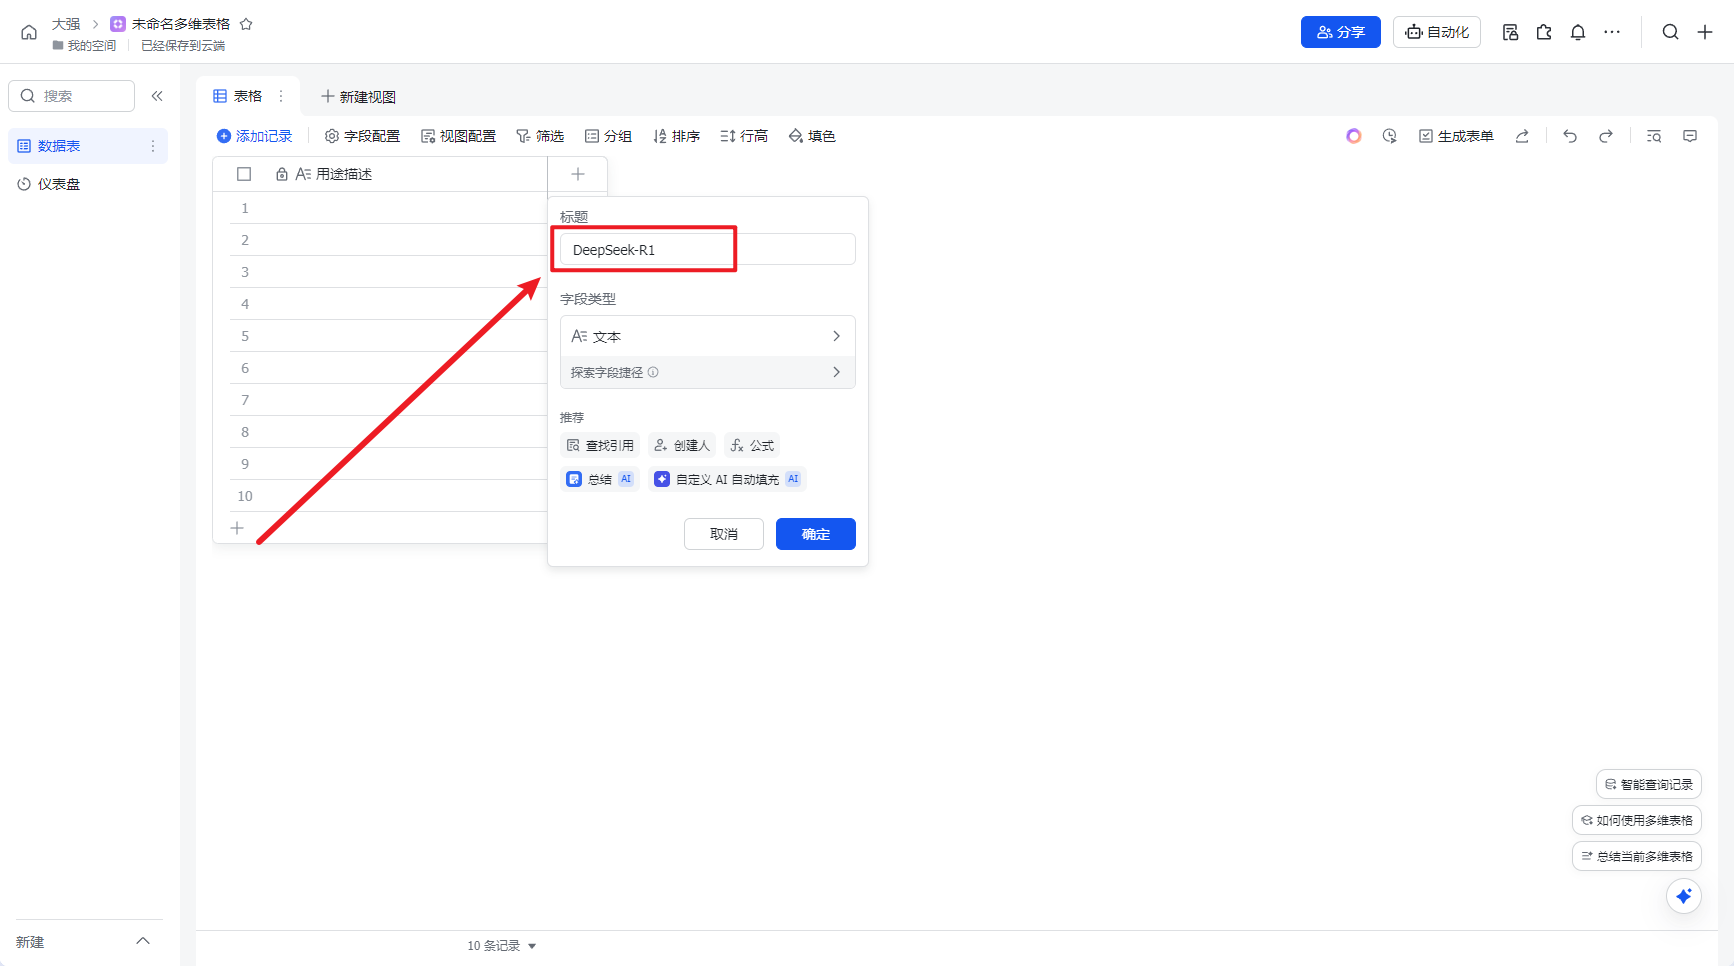 大强 > 未命名多维表格
我的空间 | 已经保存到云端
分享
自动化
搜索
数据表
仪表盘
表格
新建视图
添加记录
字段配置
视图配置
筛选
分组
排序
行高
填色
生成表单
用途描述
1
2
3
4
5
6
7
8
9
10
标题
DeepSeek-R1
字段类型
文本
探索字段捷径
推荐
查找引用
创建人
公式
总结 AI
自定义 AI 自动填充 AI
取消
确定
智能查询记录
如何使用多维表格
总结当前多维表格
新建
10 条记录